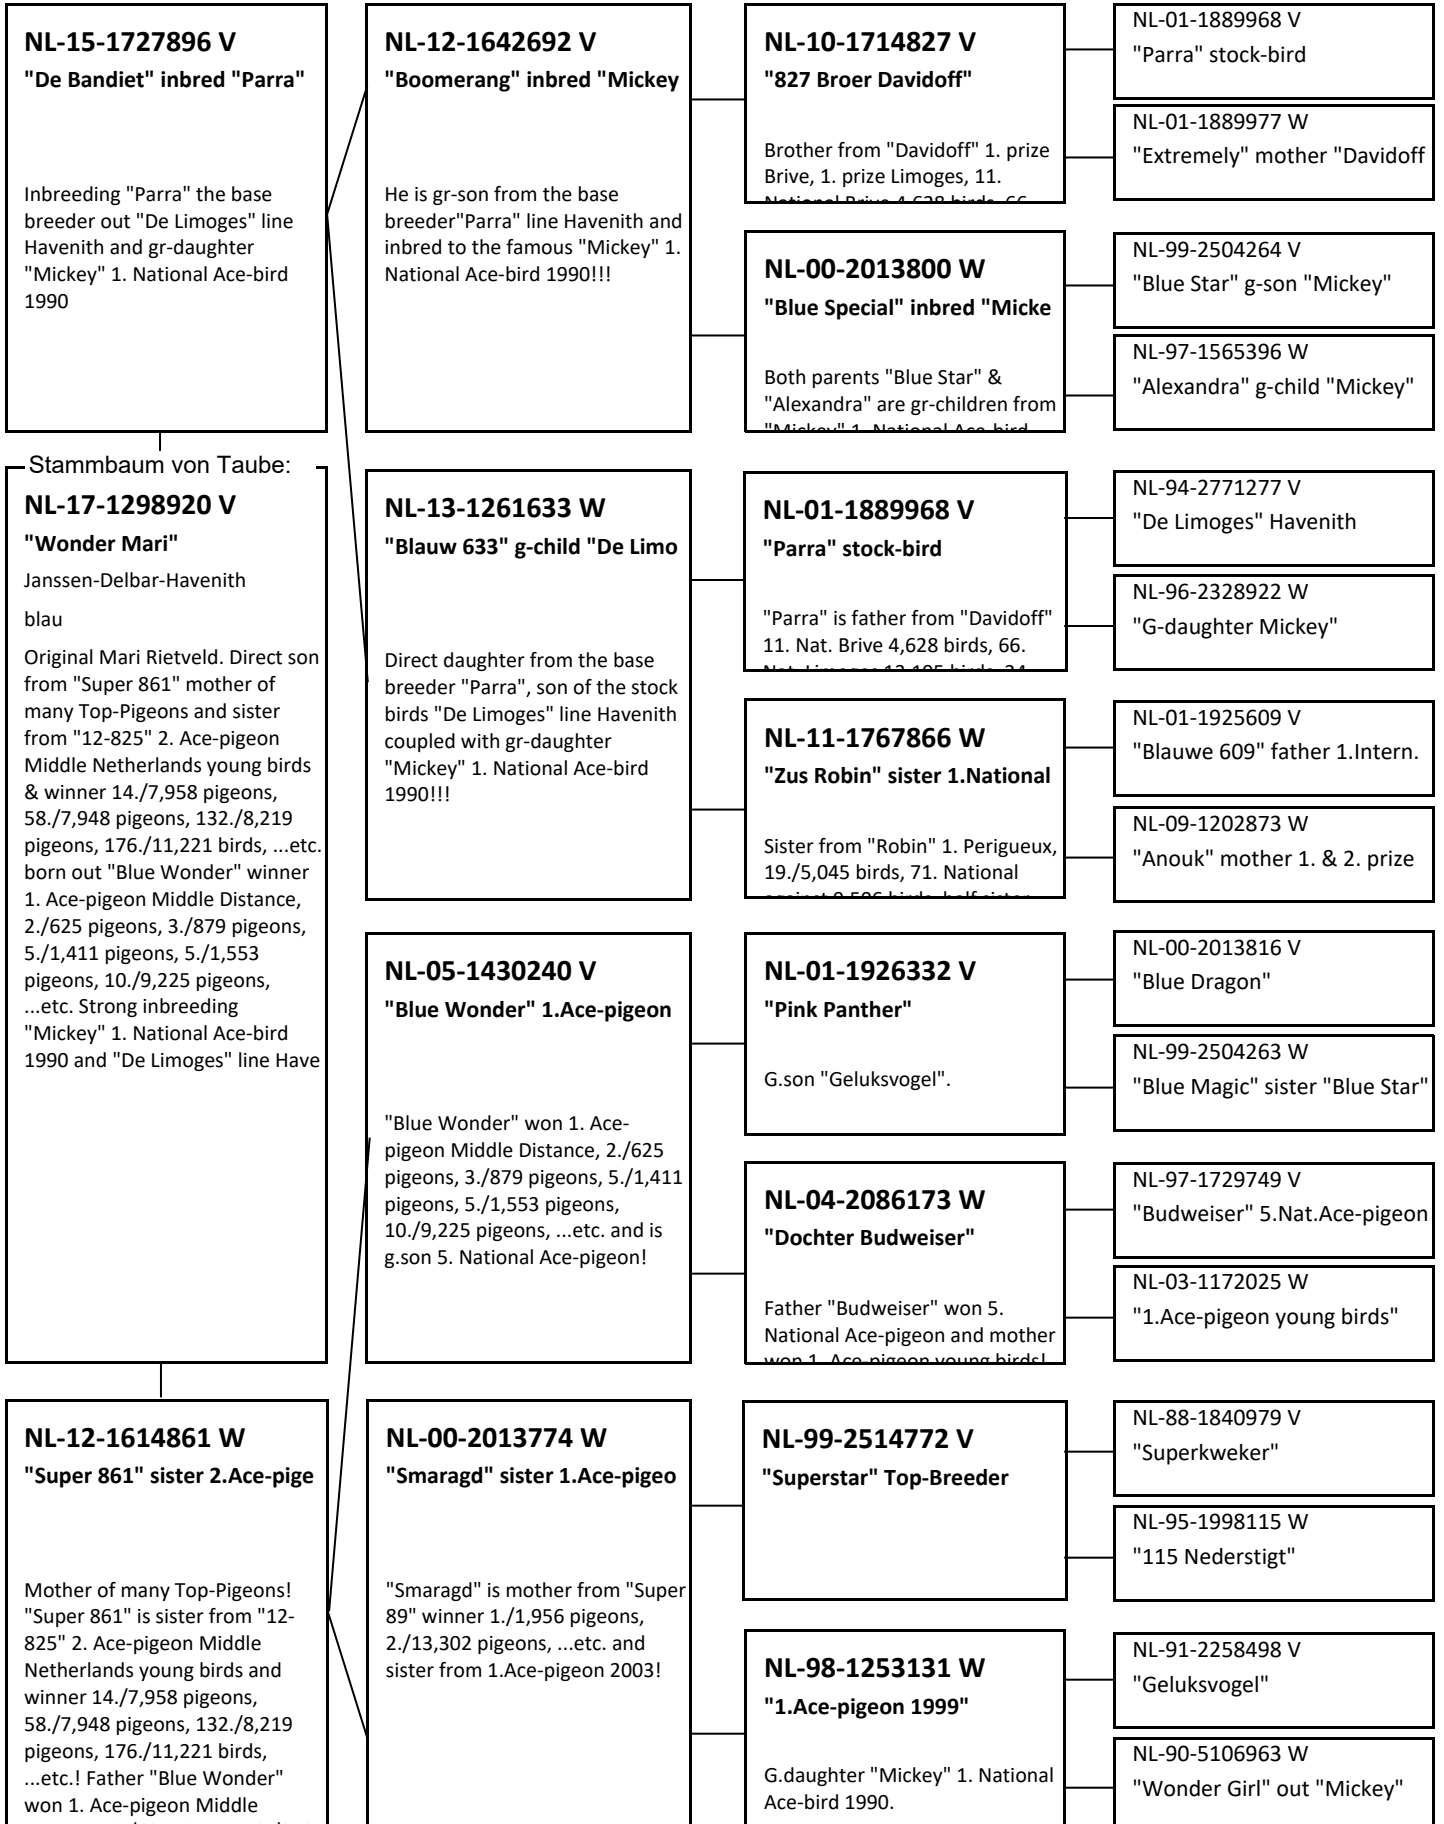 NL-15-1727896 V
"De Bandiet" inbred "Parra"
Inbreeding "Parra" the base
breeder out "De Limoges" line
Havenith and gr-daughter
"Mickey" 1. National Ace-bird
1990
Stammbaum von Taube:
NL-17-1298920 V
"Wonder Mari"
Janssen-Delbar-Havenith
blau
Original Mari Rietveld. Direct son
from "Super 861" mother of
many Top-Pigeons and sister
from "12-825" 2. Ace-pigeon
Middle Netherlands young birds
& winner 14./7,958 pigeons,
58./7,948 pigeons, 132./8,219
pigeons, 176./11,221 birds, ...etc.
born out "Blue Wonder" winner
1. Ace-pigeon Middle Distance,
2./625 pigeons, 3./879 pigeons,
5./1,411 pigeons, 5./1,553
pigeons, 10./9,225 pigeons,
...etc. Strong inbreeding
"Mickey" 1. National Ace-bird
1990 and "De Limoges" line Have
NL-12-1614861 W
"Super 861" sister 2.Ace-pige
Mother of many Top-Pigeons!
"Super 861" is sister from "12-
825" 2. Ace-pigeon Middle
Netherlands young birds and
winner 14./7,958 pigeons,
58./7,948 pigeons, 132./8,219
pigeons, 176./11,221 birds,
...etc.! Father "Blue Wonder"
won 1. Ace-pigeon Middle
NL-12-1642692 V
"Boomerang" inbred "Mickey
He is gr-son from the base
breeder"Parra" line Havenith and
inbred to the famous "Mickey" 1.
National Ace-bird 1990!!!
NL-13-1261633 W
"Blauw 633" g-child "De Limo
Direct daughter from the base
breeder "Parra", son of the stock
birds "De Limoges" line Havenith
coupled with gr-daughter
"Mickey" 1. National Ace-bird
1990!!!
NL-05-1430240 V
"Blue Wonder" 1.Ace-pigeon
"Blue Wonder" won 1. Ace-
pigeon Middle Distance, 2./625
pigeons, 3./879 pigeons, 5./1,411
pigeons, 5./1,553 pigeons,
10./9,225 pigeons, ...etc. and is
g.son 5. National Ace-pigeon!
NL-00-2013774 W
"Smaragd" sister 1.Ace-pigeo
"Smaragd" is mother from "Super
89" winner 1./1,956 pigeons,
2./13,302 pigeons, ...etc. and
sister from 1.Ace-pigeon 2003!
NL-10-1714827 V
"827 Broer Davidoff"
Brother from "Davidoff" 1. prize
Brive, 1. prize Limoges, 11.
National Brive 4,628 birds, 66.
NL-00-2013800 W
"Blue Special" inbred "Micke
Both parents "Blue Star" &
"Alexandra" are gr-children from
"Mickey" 1. National Ace-bird
NL-01-1889968 V
"Parra" stock-bird
"Parra" is father from "Davidoff"
11. Nat. Brive 4,628 birds, 66.
NL-11-1767866 W
"Zus Robin" sister 1.National
Sister from "Robin" 1. Perigueux,
19./5,045 birds, 71. National
NL-01-1926332 V
"Pink Panther"
G.son "Geluksvogel".
NL-04-2086173 W
"Dochter Budweiser"
Father "Budweiser" won 5.
National Ace-pigeon and mother
won 1. Ace-pigeon young birds!
NL-99-2514772 V
"Superstar" Top-Breeder
NL-98-1253131 W
"1.Ace-pigeon 1999"
G.daughter "Mickey" 1. National
Ace-bird 1990.
NL-01-1889968 V
"Parra" stock-bird
NL-01-1889977 W
"Extremely" mother "Davidoff
NL-99-2504264 V
"Blue Star" g-son "Mickey"
NL-97-1565396 W
"Alexandra" g-child "Mickey"
NL-94-2771277 V
"De Limoges" Havenith
NL-96-2328922 W
"G-daughter Mickey"
NL-01-1925609 V
"Blauwe 609" father 1.Intern.
NL-09-1202873 W
"Anouk" mother 1. & 2. prize
NL-00-2013816 V
"Blue Dragon"
NL-99-2504263 W
"Blue Magic" sister "Blue Star"
NL-97-1729749 V
"Budweiser" 5.Nat.Ace-pigeon
NL-03-1172025 W
"1.Ace-pigeon young birds"
NL-88-1840979 V
"Superkweker"
NL-95-1998115 W
"115 Nederstigt"
NL-91-2258498 V
"Geluksvogel"
NL-90-5106963 W
"Wonder Girl" out "Mickey"